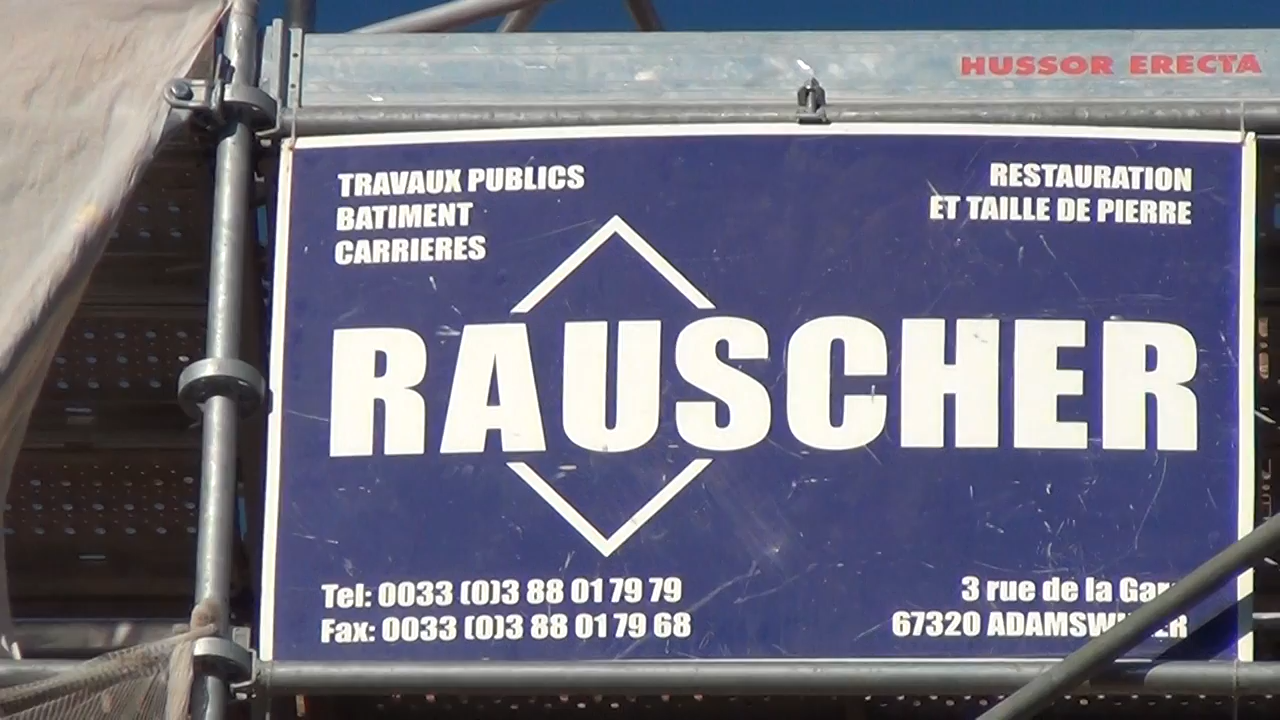 HUSSOR ERECTA
TRAVAUX PUBLICS
BATIMENT
CARRIERES
RESTAURATION
ET TAILLE DE PIERRE
RAUSCHER
Tel: 0033 (0)3 88 01 79 79
Fax: 0033 (0)3 88 01 79 68
3 rue de la
67320